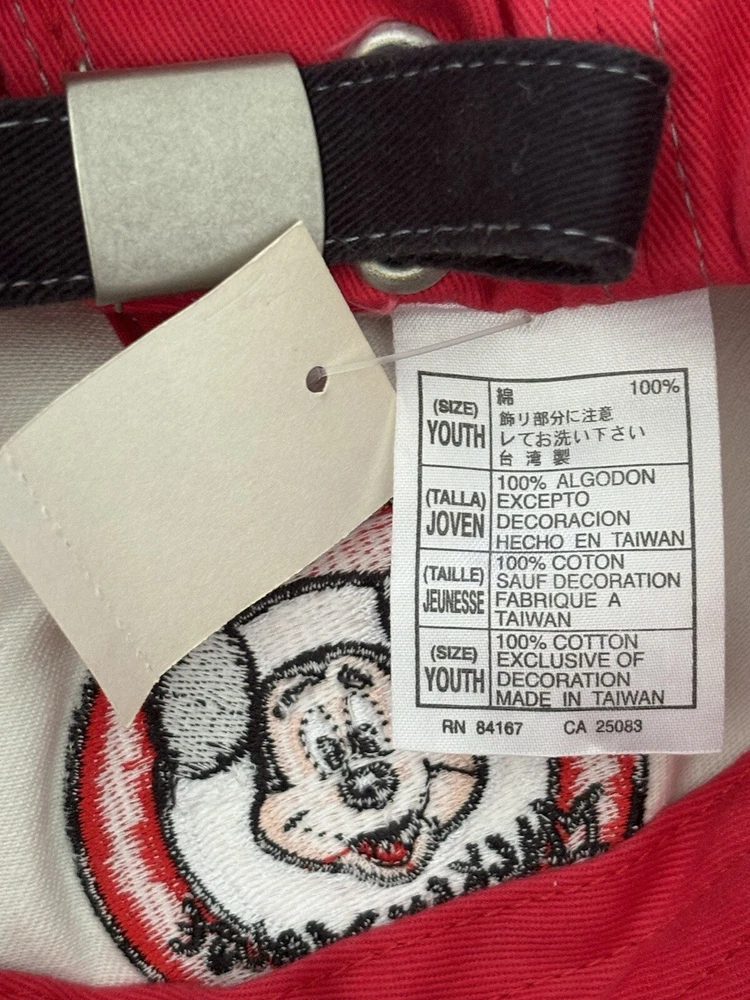 (SIZE)
YOUTH
綿 100%
飾リ部分に注意
レてお洗い下さい
台湾製
(TALLA)
JOVEN
100% ALGODON
EXCEPTO
DECORACION
HECHO EN TAIWAN
(TAILLE)
JEUNESSE
100% COTON
SAUF DECORATION
FABRIQUE A
TAIWAN
(SIZE)
YOUTH
100% COTTON
EXCLUSIVE OF
DECORATION
MADE IN TAIWAN
RN 84167 CA 25083